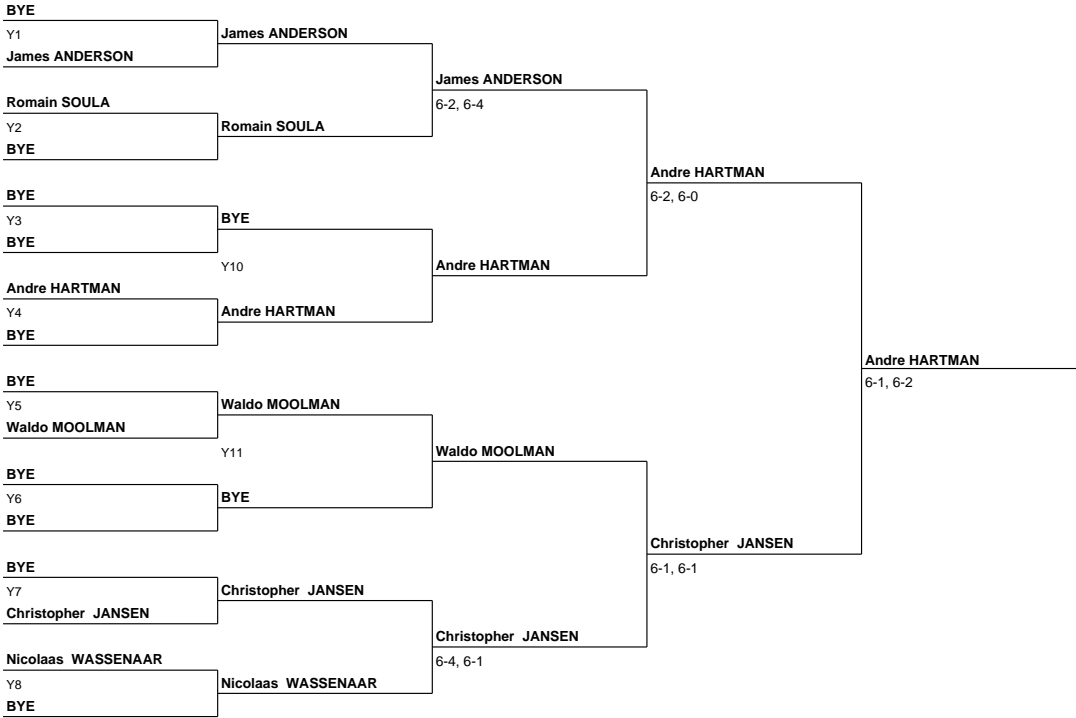 BYE
Y1
James ANDERSON
James ANDERSON
James ANDERSON
6-2, 6-4
Romain SOULA
Y2
Romain SOULA
BYE
Andre HARTMAN
6-2, 6-0
BYE
Y3
BYE
BYE
Y10
Andre HARTMAN
Andre HARTMAN
Y4
Andre HARTMAN
BYE
Andre HARTMAN
6-1, 6-2
BYE
Y5
Waldo MOOLMAN
Waldo MOOLMAN
Y11
Waldo MOOLMAN
BYE
Y6
BYE
BYE
Christopher JANSEN
6-1, 6-1
BYE
Y7
Christopher JANSEN
Christopher JANSEN
Christopher JANSEN
6-4, 6-1
Nicolaas WASSENAAR
Y8
Nicolaas WASSENAAR
BYE